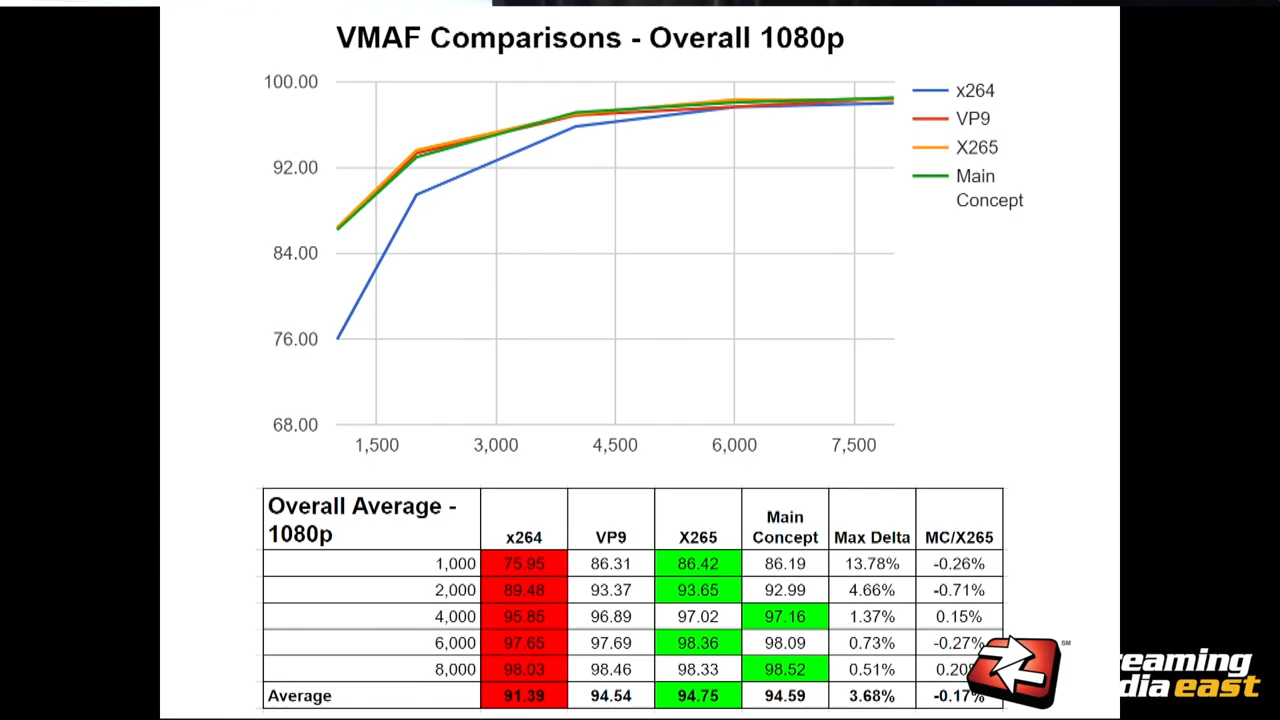 VMAF Comparisons - Overall 1080p
100.00
92.00
84.00
76.00
68.00
1,500 3,000 4,500 6,000 7,500
x264
VP9
X265
Main
Concept
Overall Average -
1080p x264 VP9 X265 Main Concept Max Delta MC/X265
1,000 75.95 86.31 86.42 86.19 13.78% -0.26%
2,000 89.48 93.37 93.65 92.99 4.66% -0.71%
4,000 95.85 96.89 97.02 97.16 1.37% 0.15%
6,000 97.65 97.69 98.36 98.09 0.73% -0.27%
8,000 98.03 98.46 98.33 98.52 0.51% 0.20
Average 91.39 94.54 94.75 94.59 3.68% -0.17%
SM
eaming
dia east